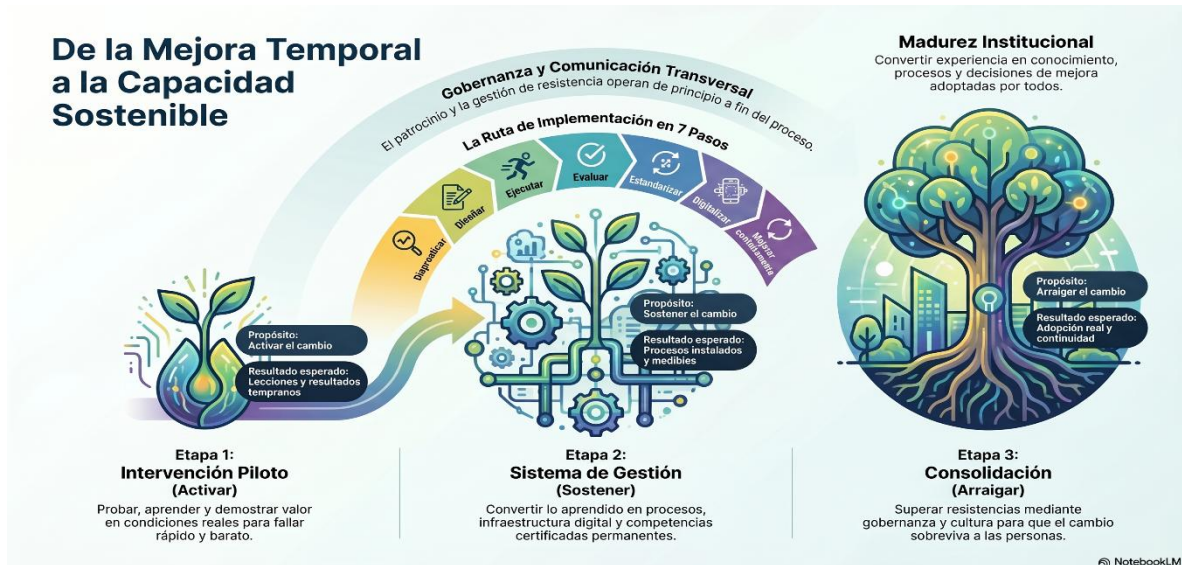 De la Mejora Temporal
a la Capacidad
Sostenible
Gobernanza y Comunicación Transversal
El patrocinio y la gestión de resistencia operan de principio a fin del proceso.
La Ruta de Implementación en 7 Pasos
Diaproaticar
Dleeñar
Ejecutar
Evaluar
Estandarizar
Digitalizar
Mojarar
contaitamente
Madurez Institucional
Convertir experiencia en conocimiento,
procesos y decisiones de mejora
adoptadas por todos.
Propósito:
Activar el cambio
Resultado esperado:
Lecciones y resultados
tempranos
Propósito:
Sostener el cambio
Resultado esperado:
Procesos instalados
y medibies
Propósito:
Arraiger el cambio
Resultado esperado:
Adopción real y
continuidad
Etapa 1:
Intervención Piloto
(Activar)
Probar, aprender y demostrar valor
en condiciones reales para fallar
rápido y barato.
Etapa 2:
Sistema de Gestión
(Sostener)
Convertir lo aprendido en procesos,
infraestructura digital y competencias
certificadas permanentes.
Etapa 3:
Consolidación
(Arraigar)
Superar resistencias mediante
gobernanza y cultura para que el cambio
sobreviva a las personas.
NotebookLM